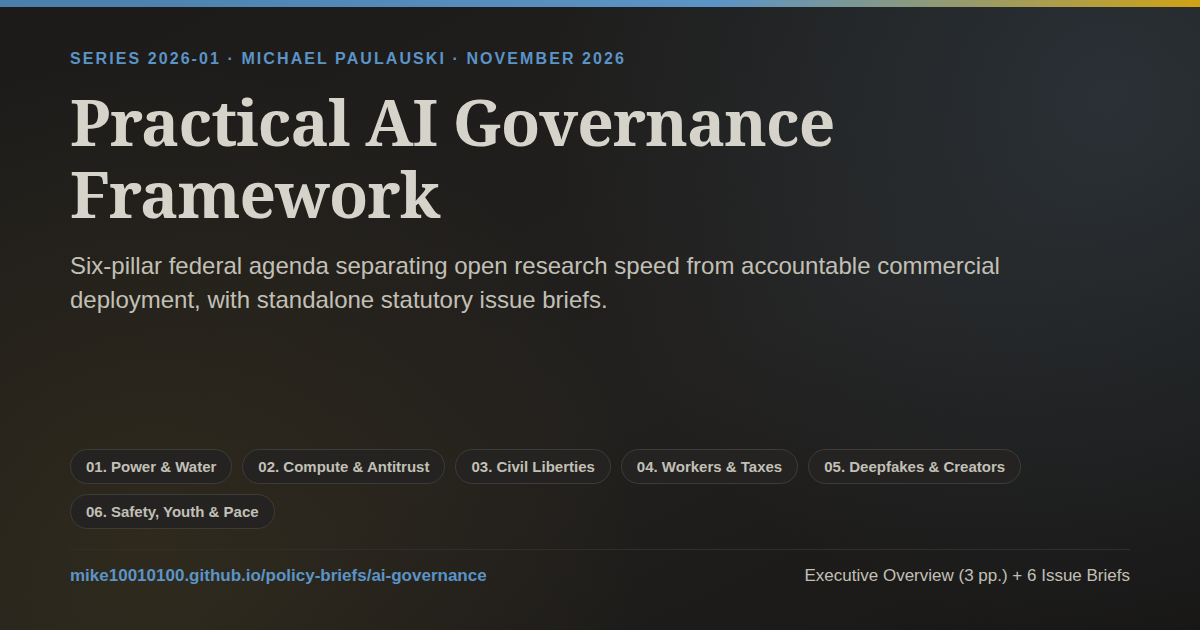 SERIES 2026-01 · MICHAEL PAULAUSKI · NOVEMBER 2026
Practical AI Governance
Framework
Six-pillar federal agenda separating open research speed from accountable commercial
deployment, with standalone statutory issue briefs.
01. Power & Water
02. Compute & Antitrust
03. Civil Liberties
04. Workers & Taxes
05. Deepfakes & Creators
06. Safety, Youth & Pace
mike10010100.github.io/policy-briefs/ai-governance
Executive Overview (3 pp.) + 6 Issue Briefs